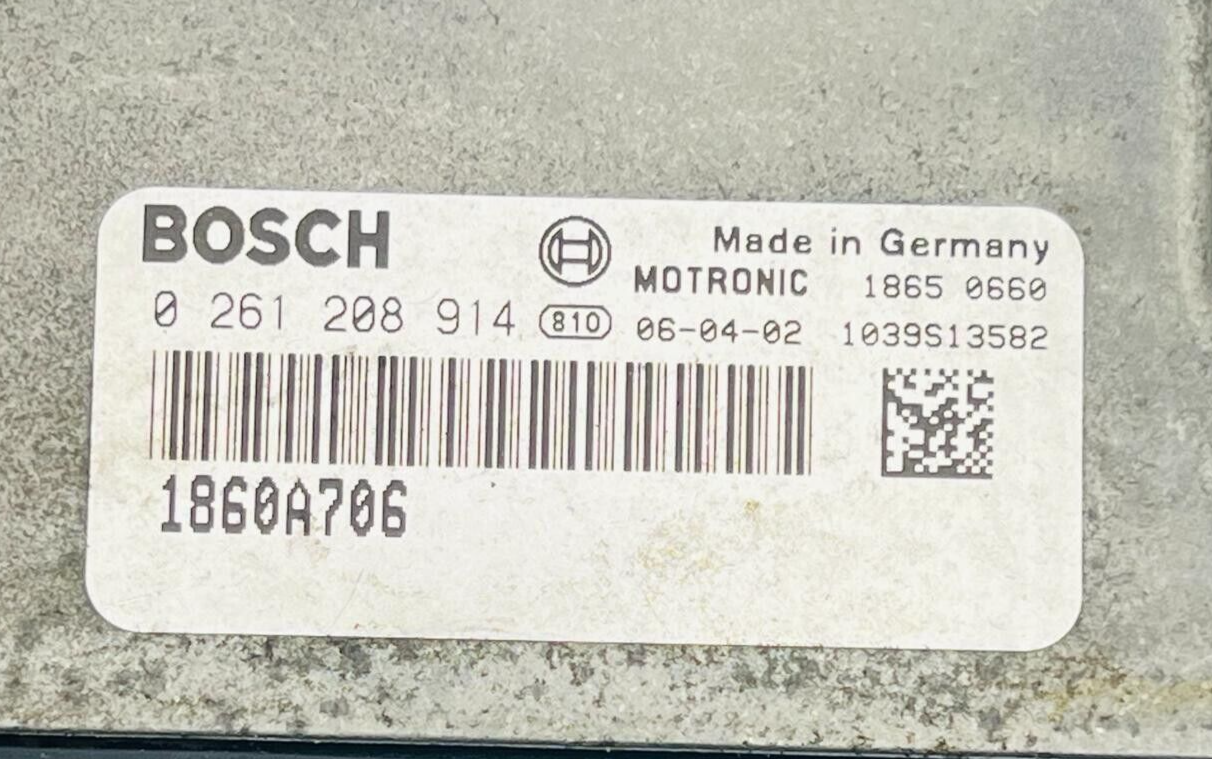 BOSCH
Made in Germany
MOTRONIC 1865 0660
0 261 208 914 810 06-04-02 1039S13582
1860A706